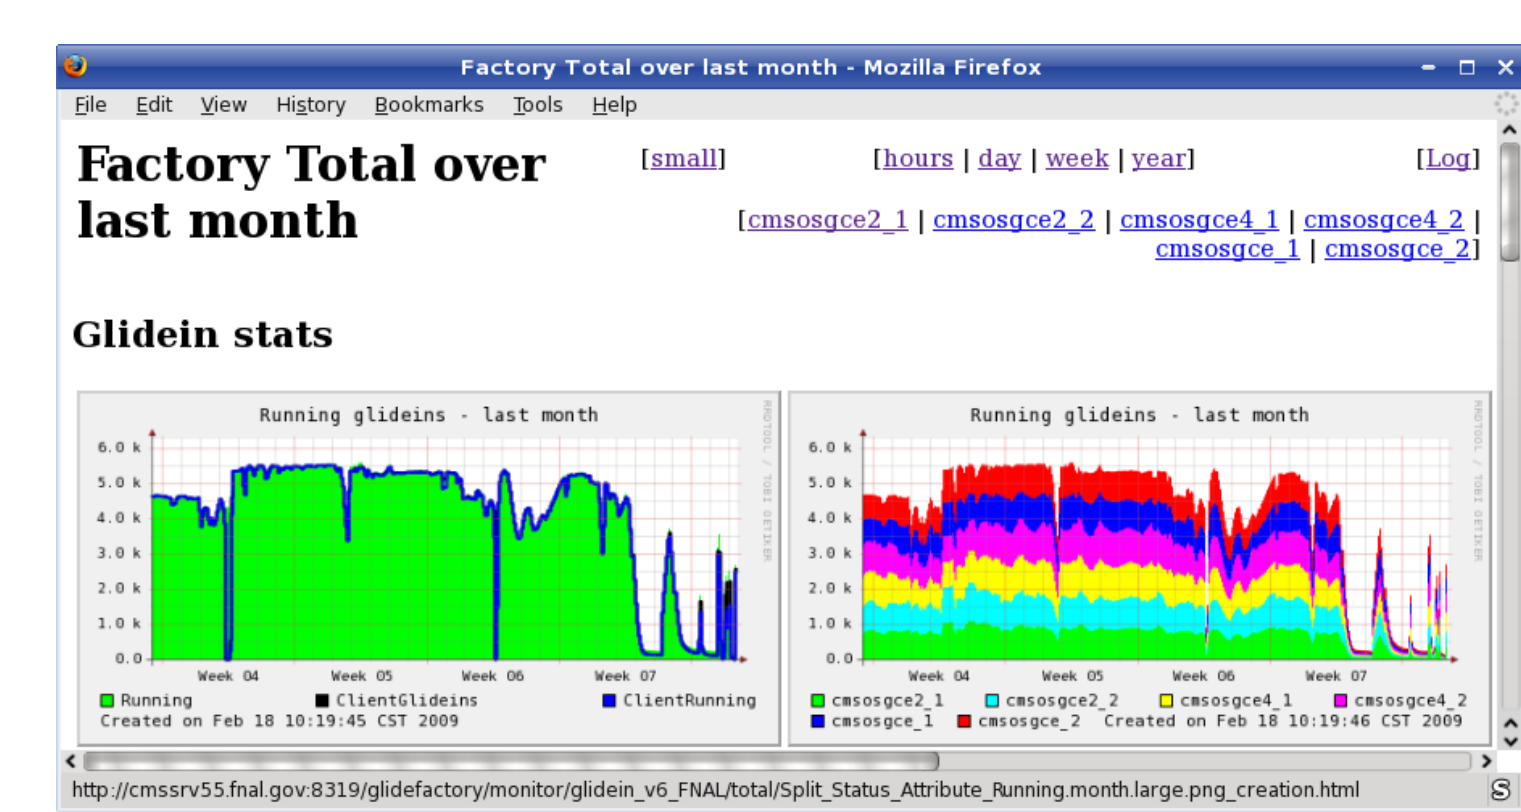 Factory Total over last month - Mozilla Firefox
File Edit View History Bookmarks Tools Help
Factory Total over
last month
[small] [hours | day | week | year] [Log]
[cmsosgce2_1 | cmsosgce2_2 | cmsosgce4_1 | cmsosgce4_2 |
cmsosgce_1 | cmsosgce_2]
Glidein stats
Running glideins - last month
RRDTOOL / TOBI OETIKER
6.0 k
5.0 k
4.0 k
3.0 k
2.0 k
1.0 k
0.0
Week 04 Week 05 Week 06 Week 07
Running ClientGlideins ClientRunning
Created on Feb 18 10:19:45 CST 2009
Running glideins - last month
RRDTOOL / TOBI OETIKER
6.0 k
5.0 k
4.0 k
3.0 k
2.0 k
1.0 k
0.0
Week 04 Week 05 Week 06 Week 07
cmsosgce2_1 cmsosgce2_2 cmsosgce4_1 cmsosgce4_2
cmsosgce_1 cmsosgce_2 Created on Feb 18 10:19:46 CST 2009
http://cmssrv55.fnal.gov:8319/glidefactory/monitor/glidein_v6_FNAL/total/Split_Status_Attribute_Running.month.large.png_creation.html